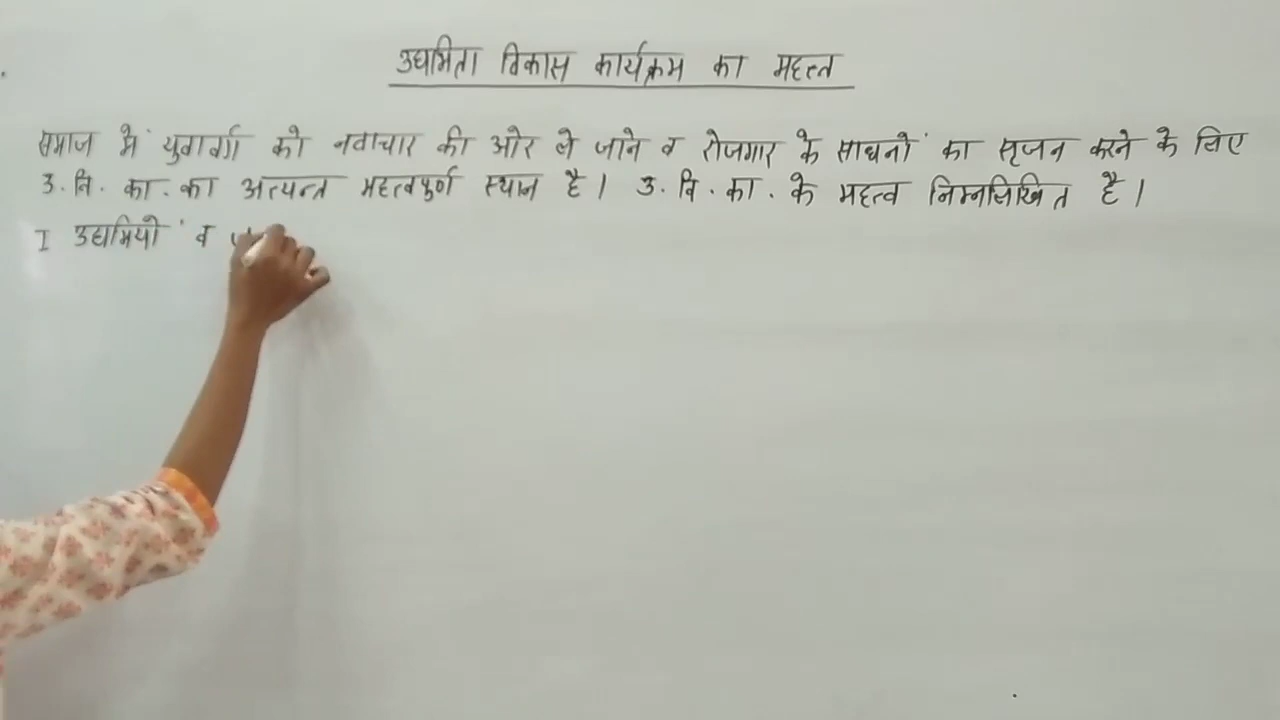 उद्यमिता विकास कार्यक्रम का महत्त्व
समाज में युवावर्ग को नवाचार की ओर ले जाने व रोजगार के साधनों का सृजन करने के लिए
उ. वि. का. का अत्यन्त महत्वपुर्ण स्थान है। उ. वि. का. के महत्व निम्नलिखित है।
I उद्यमियों व